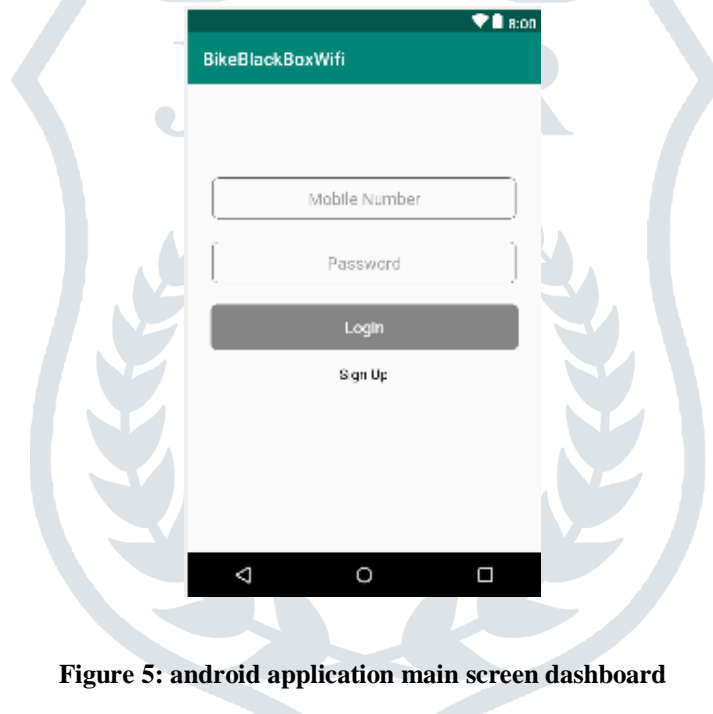 8:00
BikeBlackBoxWifi
Mobile Number
Password
Login
Sign Up
Figure 5: android application main screen dashboard